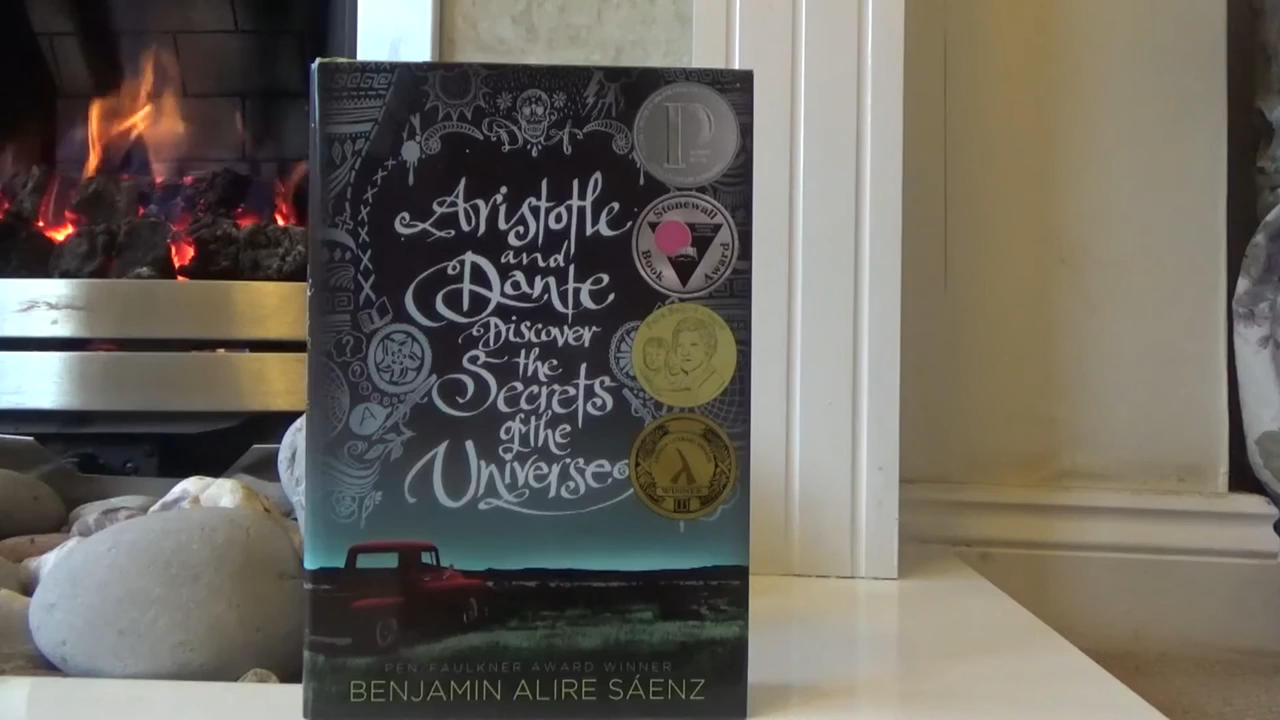 D A
P
Aristotle
and
Dante
Discover
the
Secrets
of the
Universe
Stonewall
Book Award
WINNER
A
PEN/FAULKNER AWARD WINNER
BENJAMIN ALIRE SÁENZ